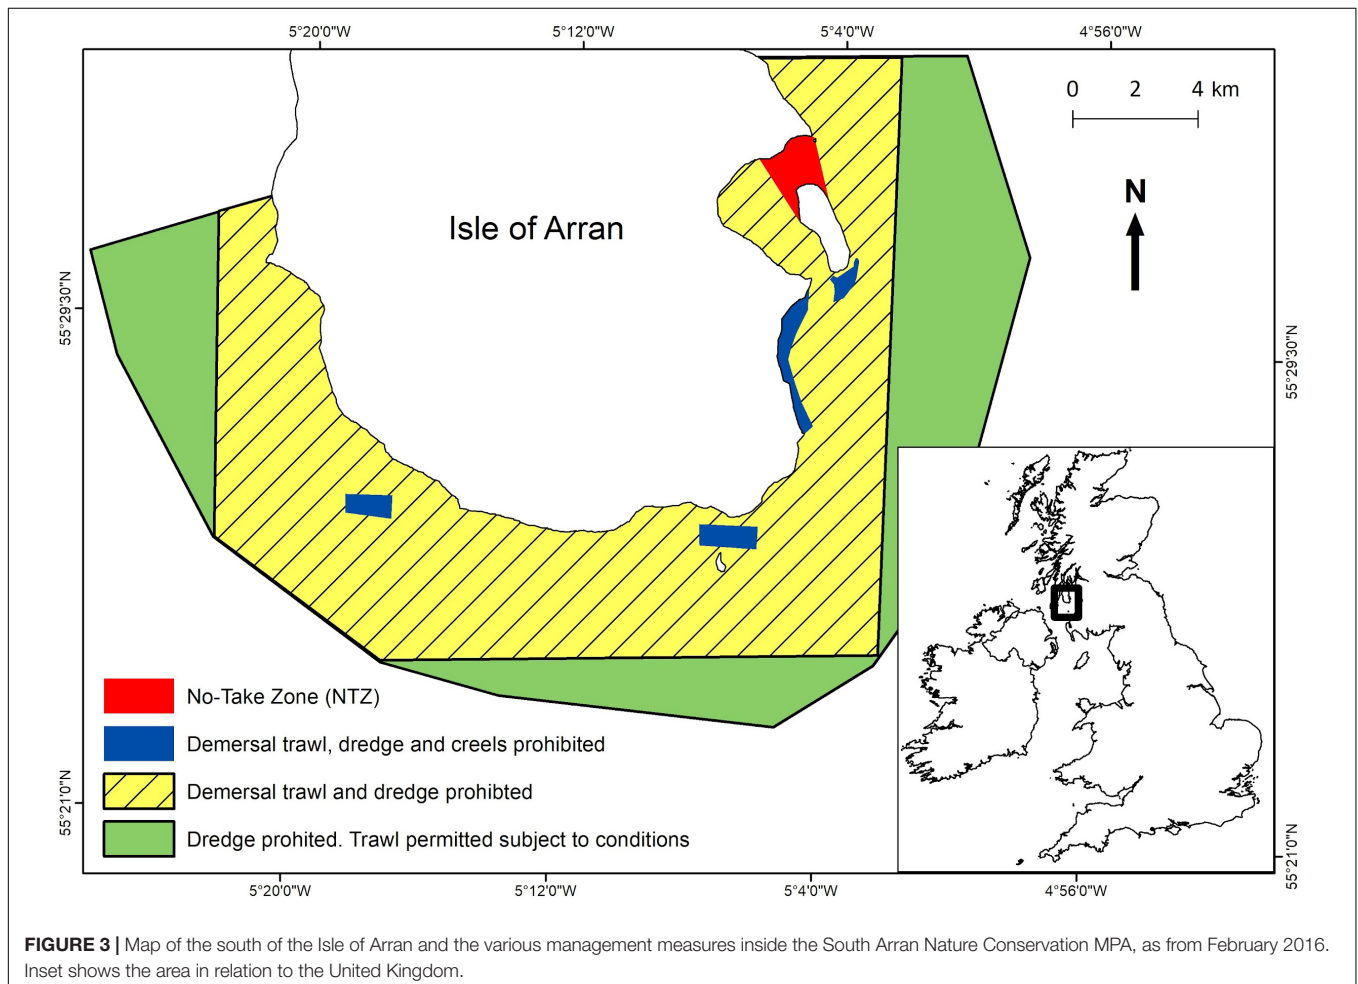 5°20'0"W 5°12'0"W 5°4'0"W 4°56'0"W
0 2 4 km
N
Isle of Arran
55°29'30"N
55°29'30"N
No-Take Zone (NTZ)
Demersal trawl, dredge and creels prohibited
Demersal trawl and dredge prohibted
Dredge prohited. Trawl permitted subject to conditions
55°21'0"N
55°21'0"N
5°20'0"W 5°12'0"W 5°4'0"W 4°56'0"W
FIGURE 3 | Map of the south of the Isle of Arran and the various management measures inside the South Arran Nature Conservation MPA, as from February 2016.
Inset shows the area in relation to the United Kingdom.